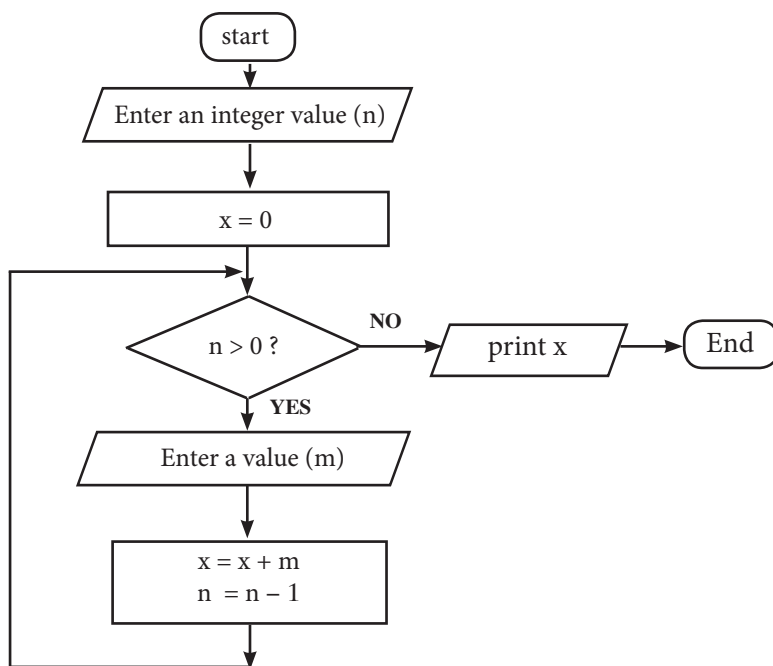 start
Enter an integer value (n)
x = 0
n > 0 ?
NO
print x
End
YES
Enter a value (m)
x = x + m
n = n − 1